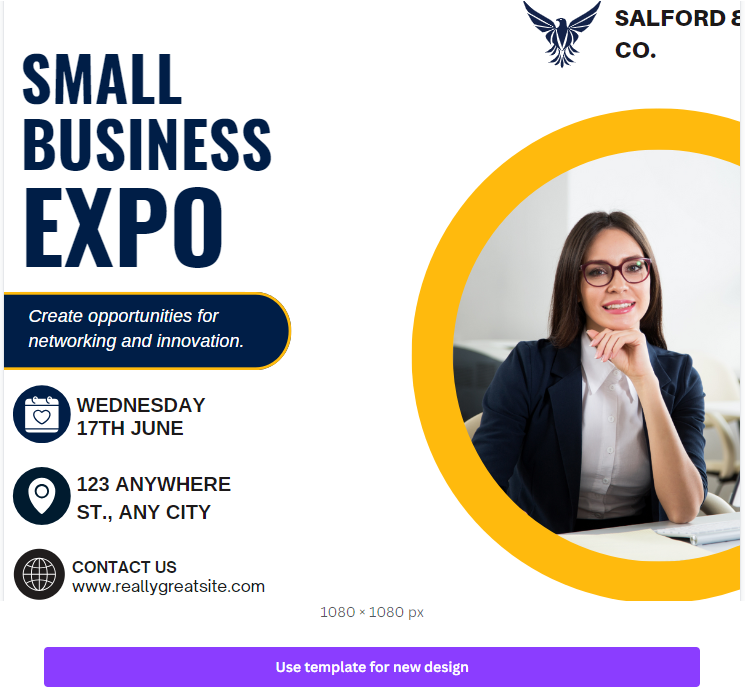 SALFORD &
CO.
SMALL
BUSINESS
EXPO
Create opportunities for
networking and innovation.
WEDNESDAY
17TH JUNE
123 ANYWHERE
ST., ANY CITY
CONTACT US
www.reallygreatsite.com
1080 × 1080 px
Use template for new design